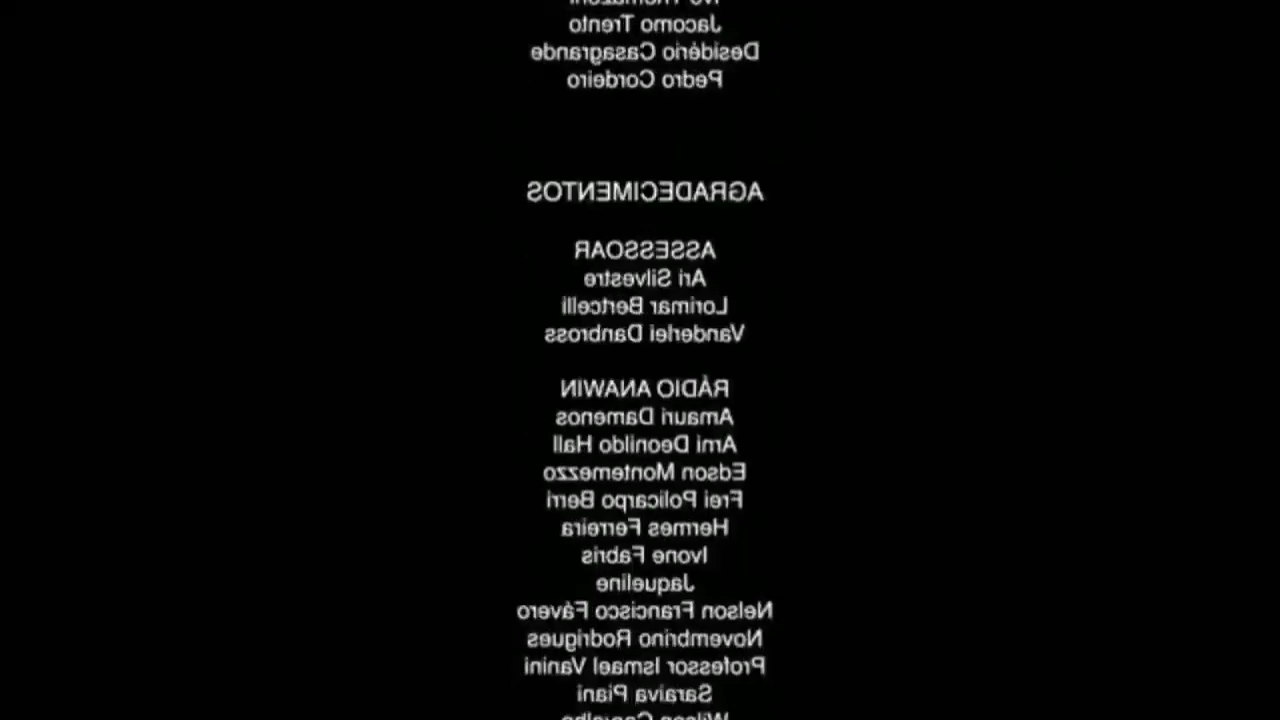 Jacomo Trento
Desidério Casagrande
Pedro Cordeiro
AGRADECIMENTOS
ASSESSOAR
Ari Silvestre
Lorimar Bertcelli
Vanderlei Danbross
RÁDIO ANAWIN
Amauri Damenos
Arni Deonildo Hall
Edson Montemezzo
Frei Policarpo Berri
Hermes Ferreira
Ivone Fabris
Jaqueline
Nelson Francisco Fávero
Novembrino Rodrigues
Professor Ismael Vanini
Saraiva Piani